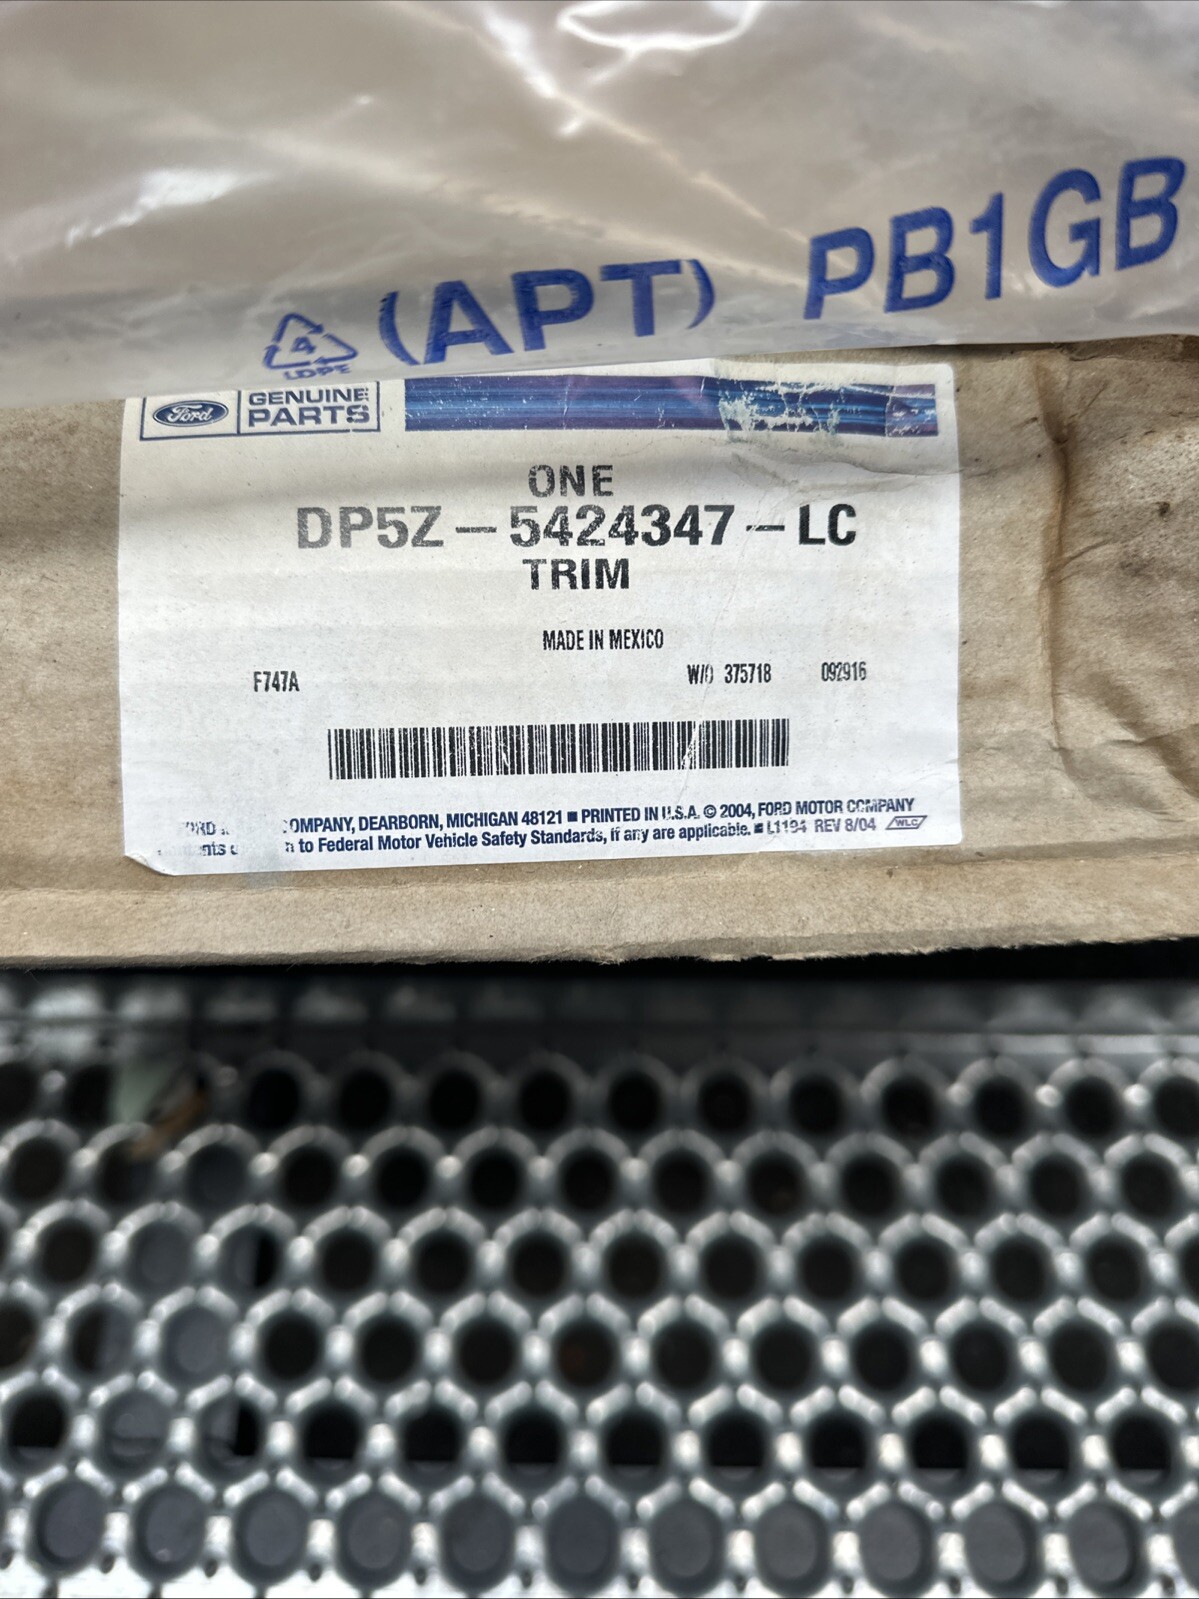 (APT) PB1GB
4
LDPE
Ford GENUINE
PARTS
ONE
DP5Z-5424347-LC
TRIM
MADE IN MEXICO
F747A W/O 375718 092916
OMPANY, DEARBORN, MICHIGAN 48121 ■ PRINTED IN U.S.A. © 2004, FORD MOTOR COMPANY
to Federal Motor Vehicle Safety Standards, if any are applicable. ■ L1194 REV 8/04 WLC